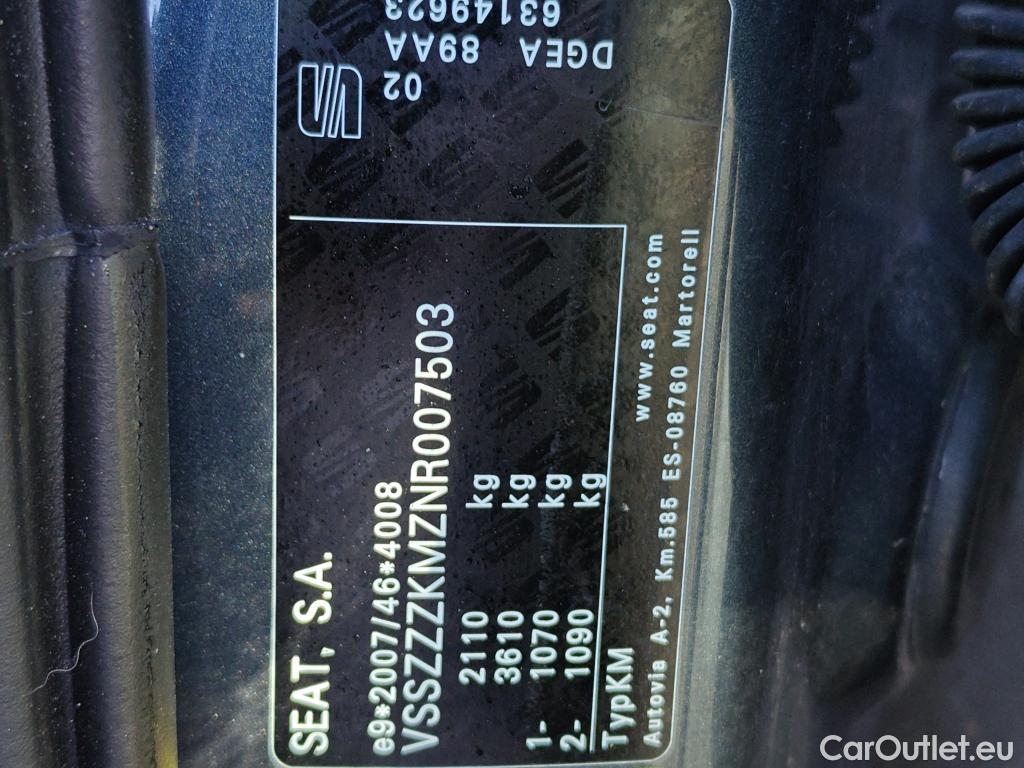 SEAT, S.A.
e9*2007/46*4008
VSSZZZKMZNR007503
2110 kg
3610 kg
1- 1070 kg
2- 1090 kg
TypKM
www.seat.com
Autovia A-2, Km.585 ES-08760 Martorell
02
89AA
63149623
DGEA
CarOutlet.eu